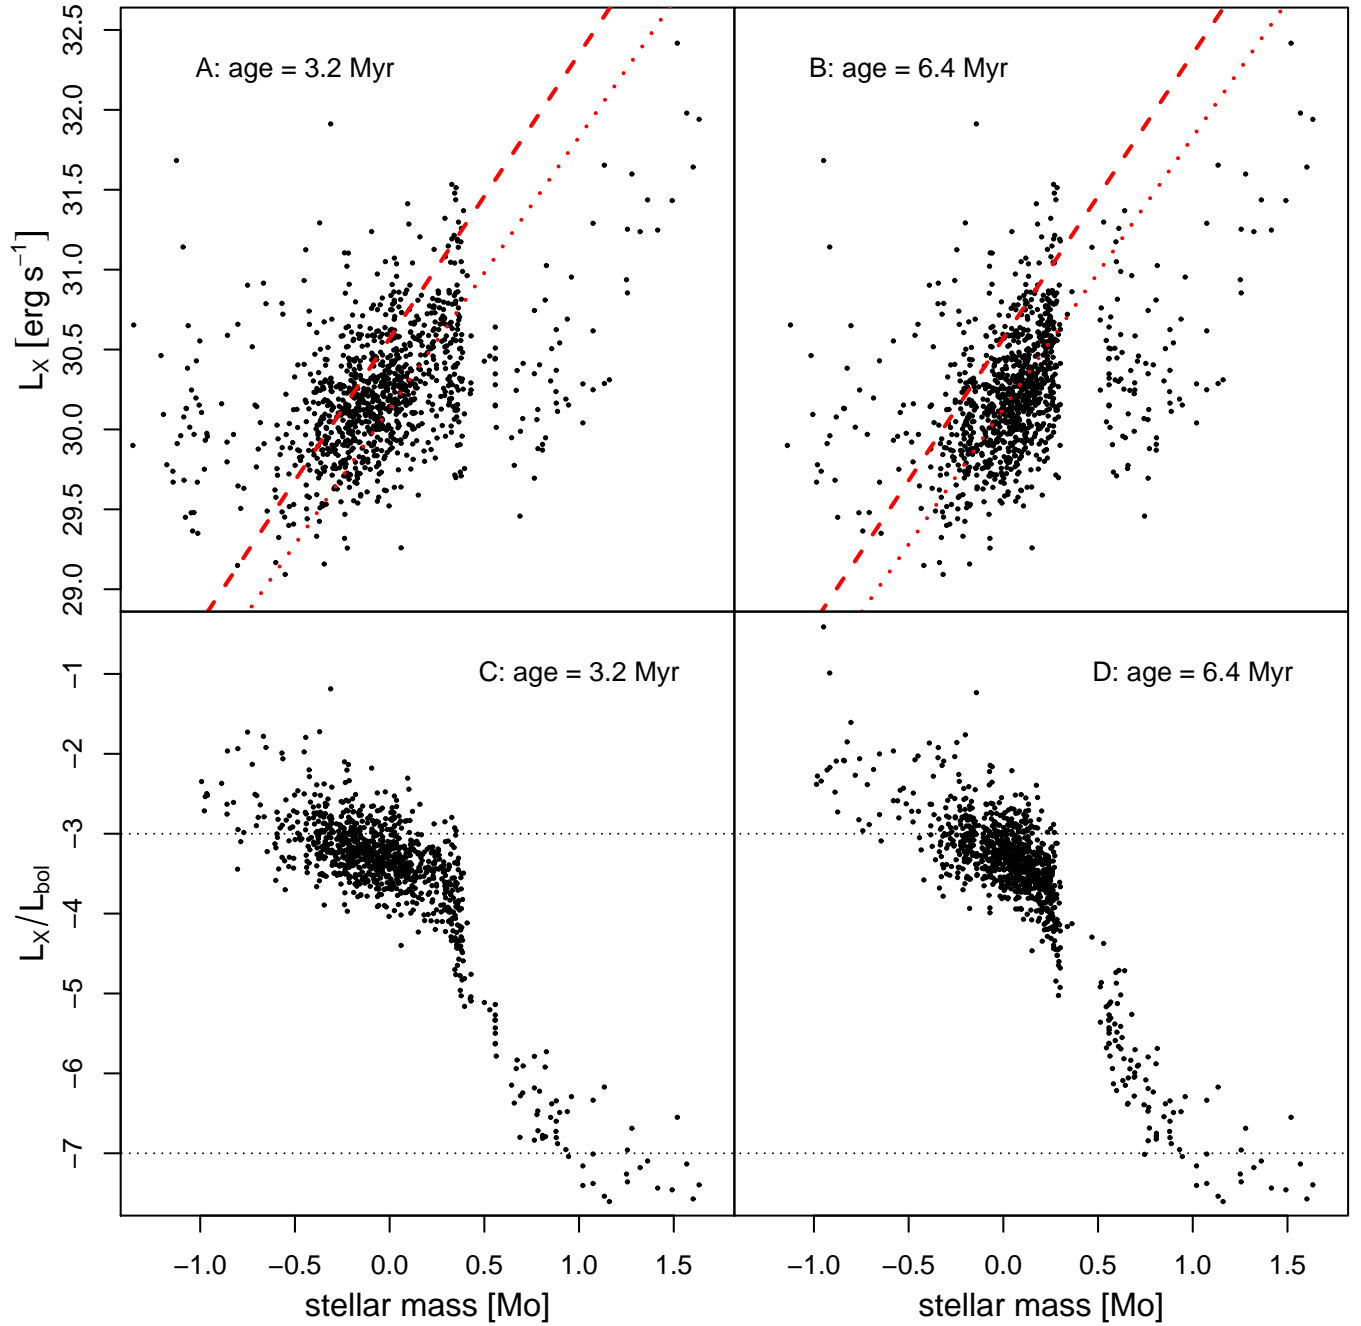 A: age = 3.2 Myr
B: age = 6.4 Myr
L_X [erg s^−1]
32.5
32.0
31.5
31.0
30.5
30.0
29.5
29.0
C: age = 3.2 Myr
D: age = 6.4 Myr
L_X/L_bol
−1
−2
−3
−4
−5
−6
−7
−1.0 −0.5 0.0 0.5 1.0 1.5
−1.0 −0.5 0.0 0.5 1.0 1.5
stellar mass [Mo]
stellar mass [Mo]